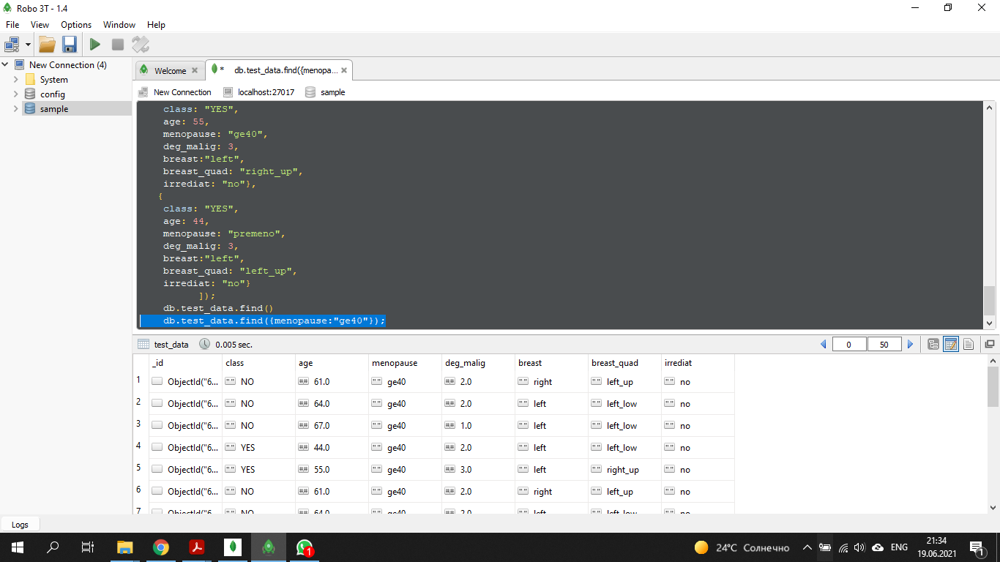 Robo 3T - 1.4
File View Options Window Help
New Connection (4)
System
config
sample
Welcome
* db.test_data.find({menopa...
New Connection localhost:27017 sample
class: "YES",
age: 55,
menopause: "ge40",
deg_malig: 3,
breast:"left",
breast_quad: "right_up",
irrediat: "no"},
{
class: "YES",
age: 44,
menopause: "premeno",
deg_malig: 3,
breast:"left",
breast_quad: "left_up",
irrediat: "no"}
]);
db.test_data.find()
db.test_data.find({menopause:"ge40"});
test_data 0.005 sec. 0 50
_id class age menopause deg_malig breast breast_quad irrediat
1 ObjectId("6... "" NO ## 61.0 "" ge40 ## 2.0 "" right "" left_up "" no
2 ObjectId("6... "" NO ## 64.0 "" ge40 ## 2.0 "" left "" left_low "" no
3 ObjectId("6... "" NO ## 67.0 "" ge40 ## 1.0 "" left "" left_low "" no
4 ObjectId("6... "" YES ## 44.0 "" ge40 ## 2.0 "" left "" left_low "" no
5 ObjectId("6... "" YES ## 55.0 "" ge40 ## 3.0 "" left "" right_up "" no
6 ObjectId("6... "" NO ## 61.0 "" ge40 ## 2.0 "" right "" left_up "" no
7 ObjectId("6... "" NO ## 64.0 "" ge40 ## 2.0 "" left "" left_low "" no
Logs
1
24°C Солнечно
ENG
21:34
19.06.2021
1